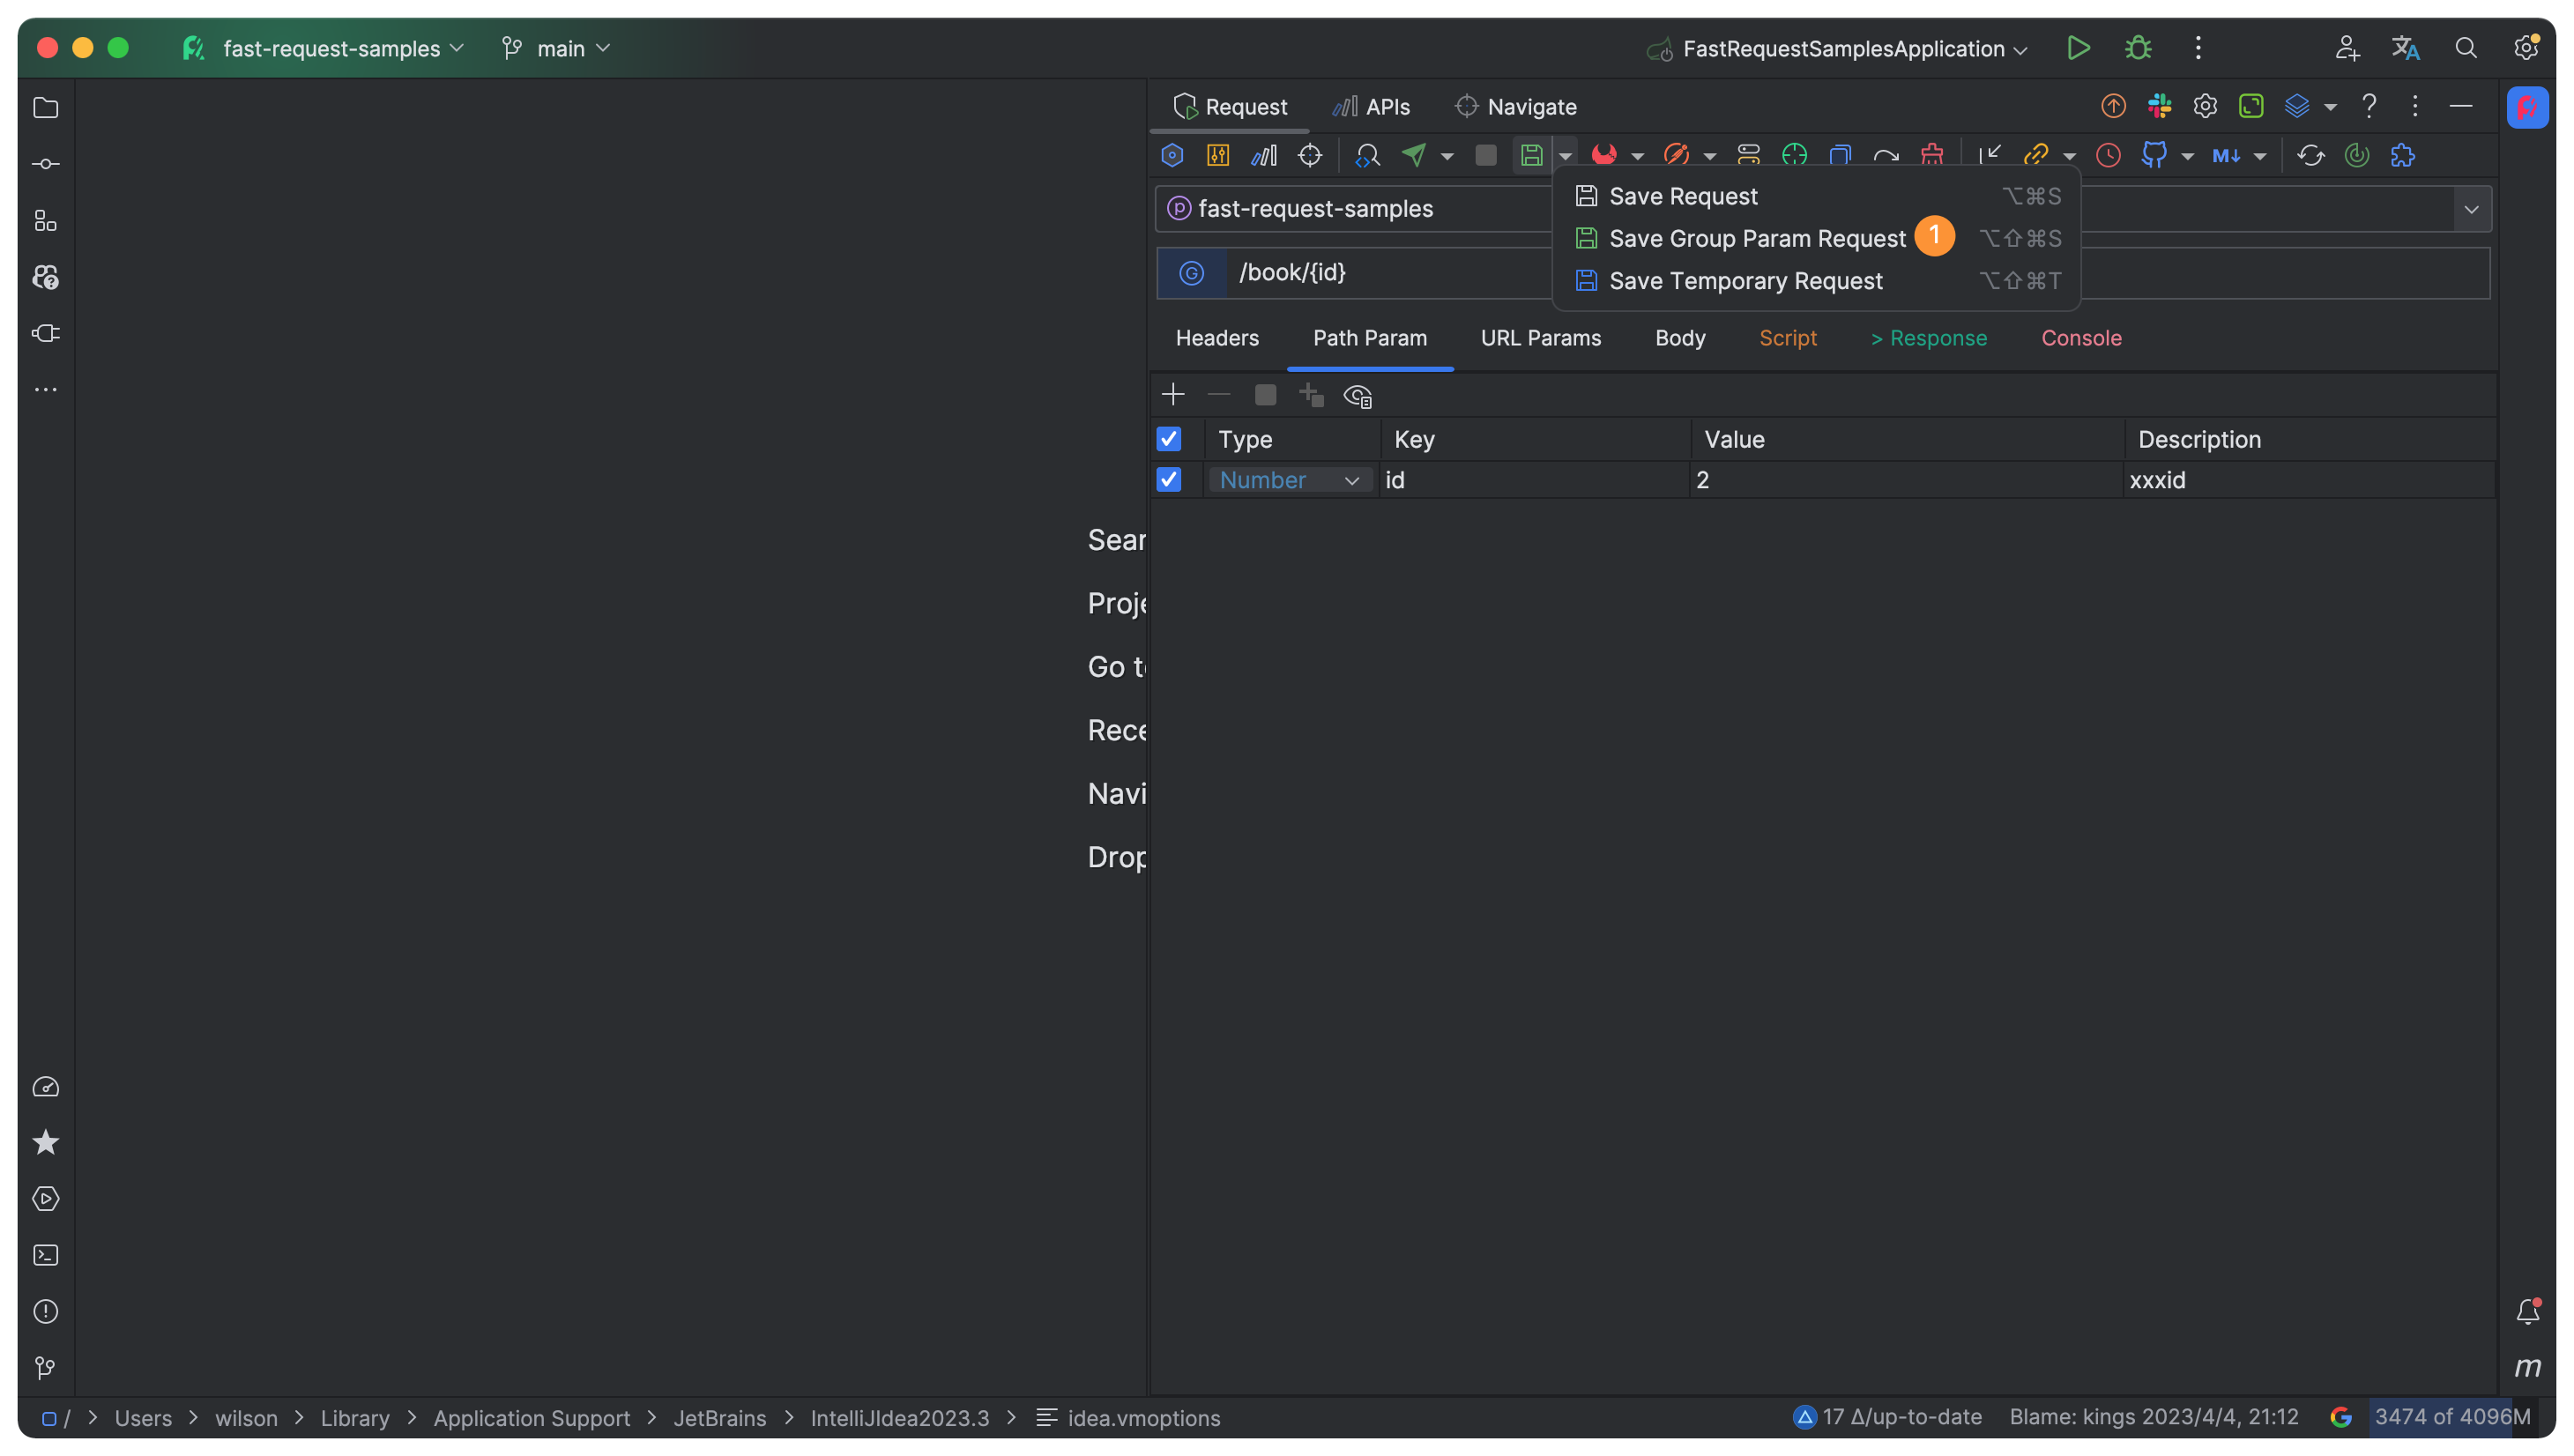 fast-request-samples main FastRequestSamplesApplication
Request APIs Navigate
M↓
fast-request-samples
G /book/{id}
Save Request ⌥⌘S
Save Group Param Request 1 ⌥⇧⌘S
Save Temporary Request ⌥⇧⌘T
Headers Path Param URL Params Body Script > Response Console
Type Key Value Description
Number id 2 xxxid
Sear
Proje
Go t
Rece
Navi
Drop
m
/ > Users > wilson > Library > Application Support > JetBrains > IntelliJIdea2023.3 > idea.vmoptions 17 Δ/up-to-date Blame: kings 2023/4/4, 21:12 3474 of 4096M